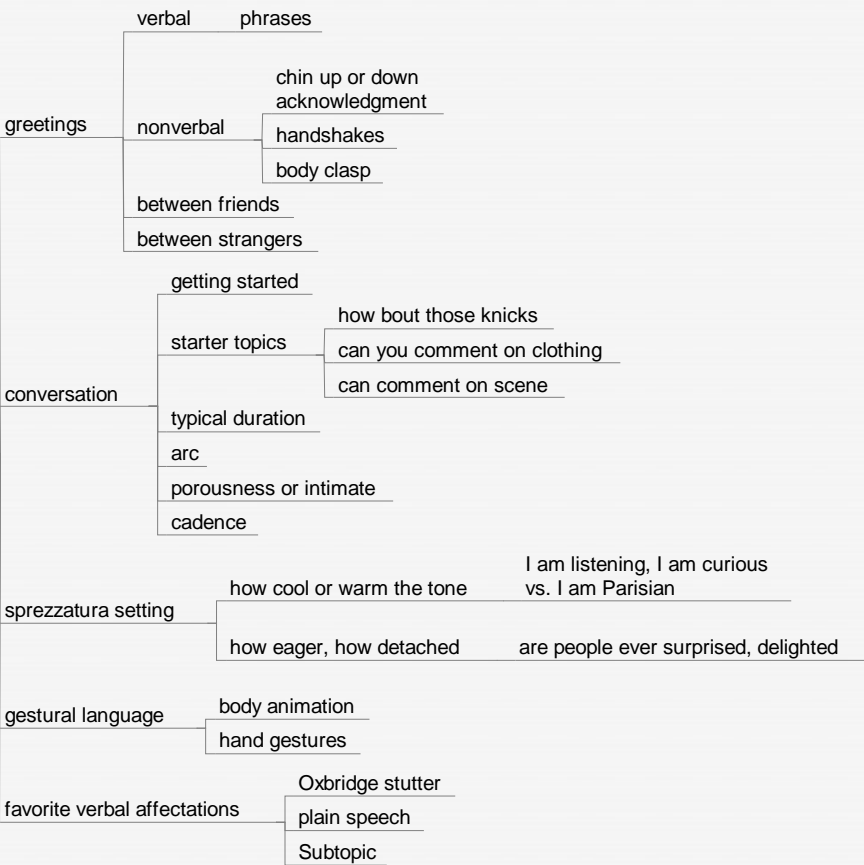 verbal
phrases
chin up or down
acknowledgment
greetings
nonverbal
handshakes
body clasp
between friends
between strangers
getting started
how bout those knicks
starter topics
can you comment on clothing
can comment on scene
conversation
typical duration
arc
porousness or intimate
cadence
I am listening, I am curious
vs. I am Parisian
how cool or warm the tone
sprezzatura setting
how eager, how detached
are people ever surprised, delighted
body animation
gestural language
hand gestures
Oxbridge stutter
favorite verbal affectations
plain speech
Subtopic